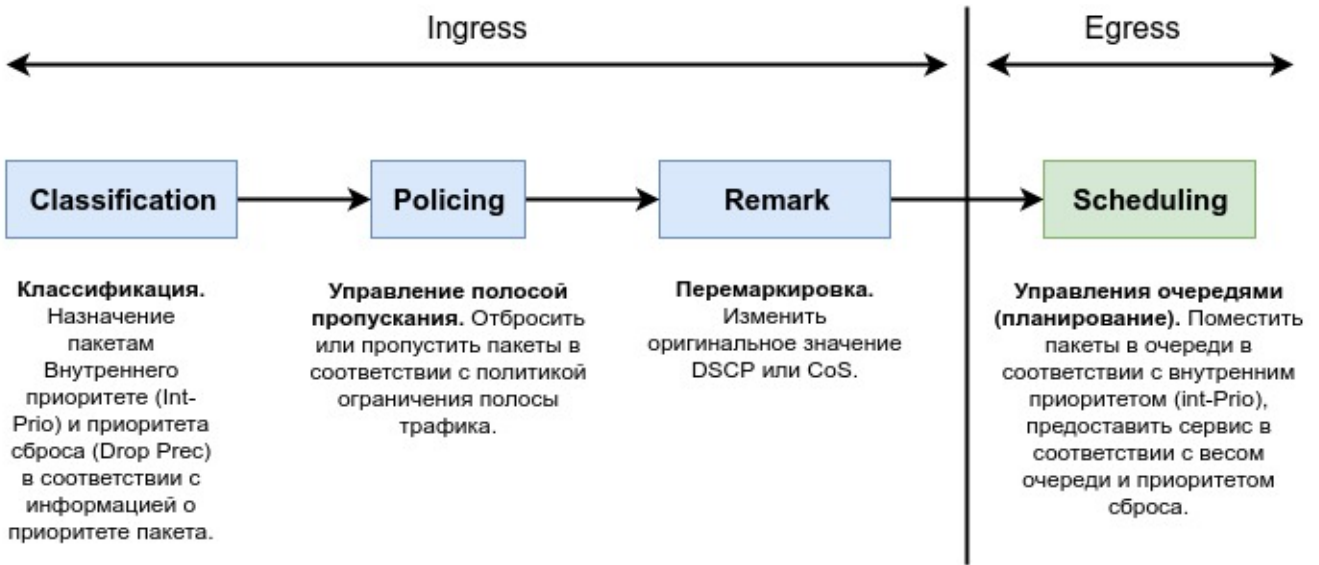 Ingress
Egress
Classification
Policing
Remark
Scheduling
Классификация.
Назначение
пакетам
Внутреннего
приоритете (Int-
Prio) и приоритета
сброса (Drop Prec)
в соответствии с
информацией о
приоритете пакета.
Управление полосой
пропускания. Отбросить
или пропустить пакеты в
соответствии с политикой
ограничения полосы
трафика.
Перемаркировка.
Изменить
оригинальное значение
DSCP или CoS.
Управления очередями
(планирование). Поместить
пакеты в очереди в
соответствии с внутренним
приоритетом (int-Prio),
предоставить сервис в
соответствии с весом
очереди и приоритетом
сброса.